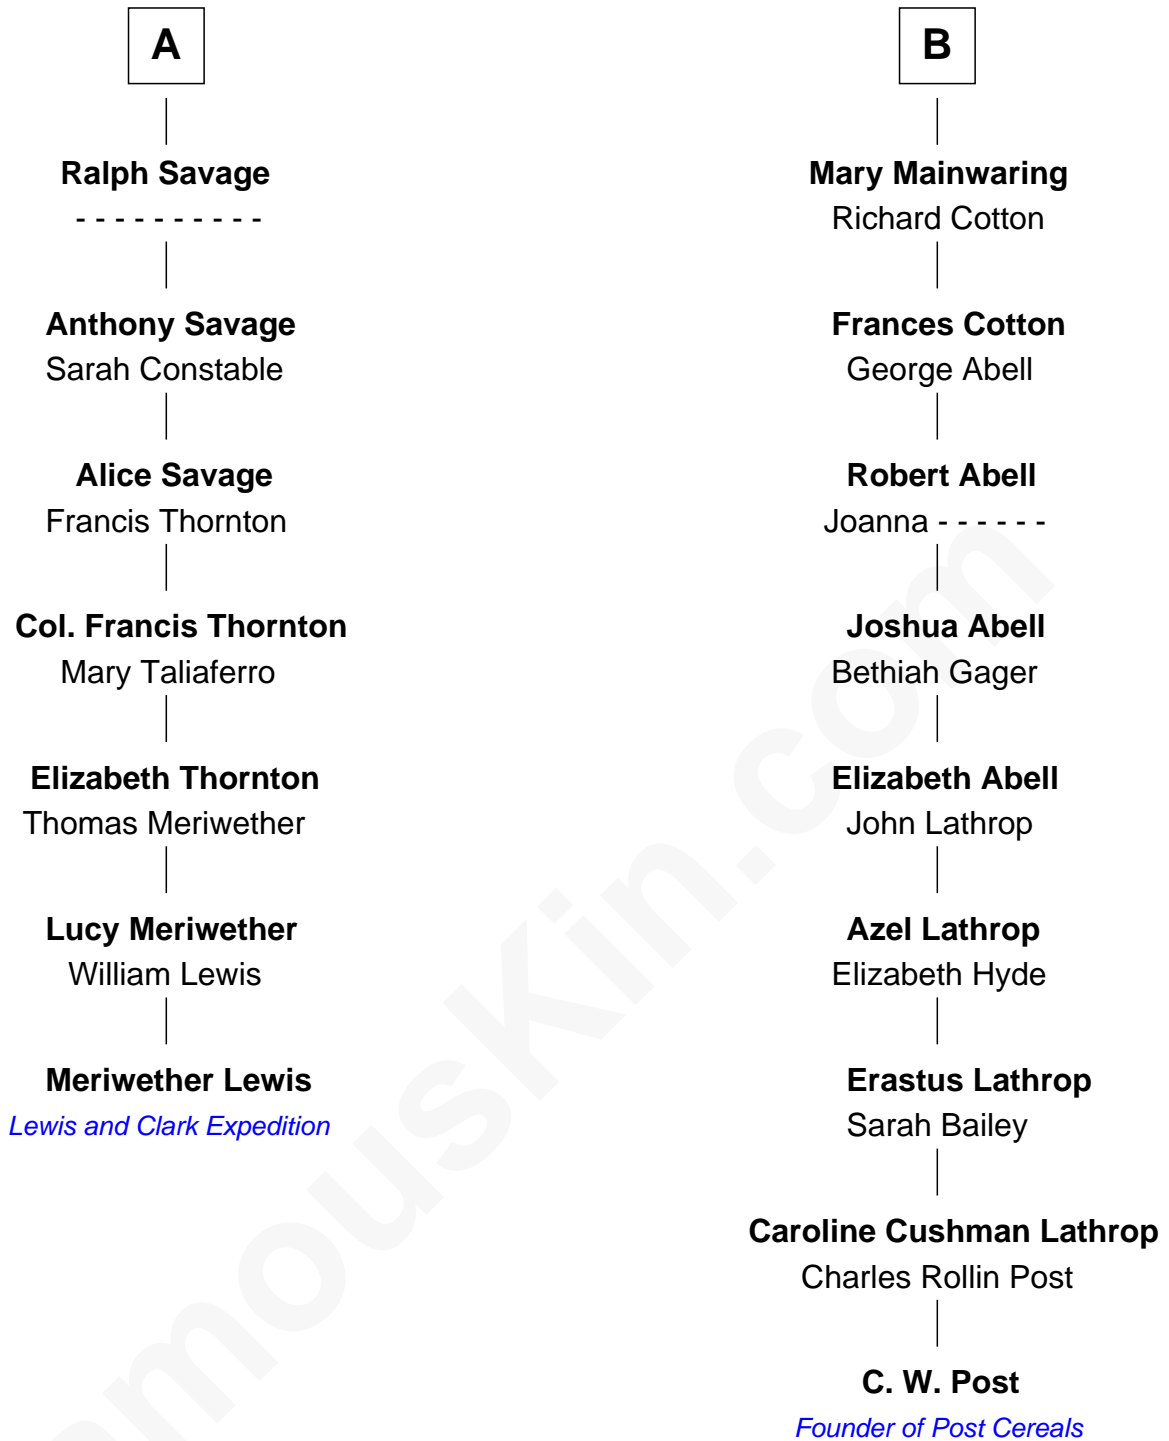 A
Ralph Savage
- - - - - - - - - -
Anthony Savage
Sarah Constable
Alice Savage
Francis Thornton
Col. Francis Thornton
Mary Taliaferro
Elizabeth Thornton
Thomas Meriwether
Lucy Meriwether
William Lewis
Meriwether Lewis
Lewis and Clark Expedition
B
Mary Mainwaring
Richard Cotton
Frances Cotton
George Abell
Robert Abell
Joanna - - - - - -
Joshua Abell
Bethiah Gager
Elizabeth Abell
John Lathrop
Azel Lathrop
Elizabeth Hyde
Erastus Lathrop
Sarah Bailey
Caroline Cushman Lathrop
Charles Rollin Post
C. W. Post
Founder of Post Cereals
amouskin.com